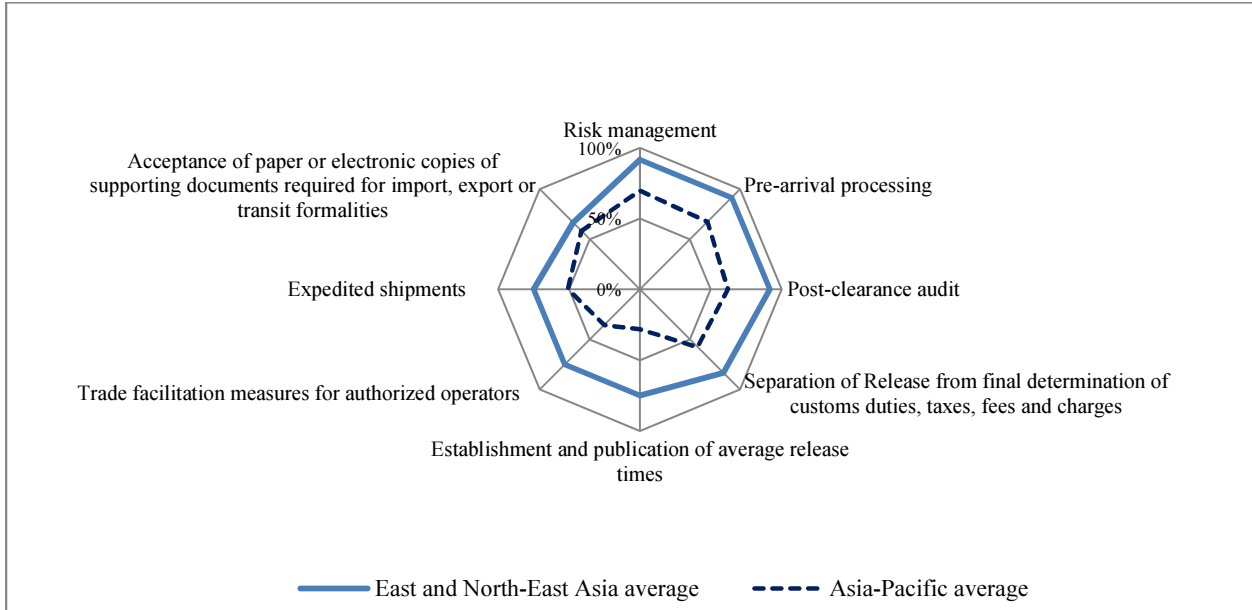 Risk management
100%
Acceptance of paper or electronic copies of
supporting documents required for import, export or
transit formalities
Pre-arrival processing
50%
Expedited shipments
0%
Post-clearance audit
Trade facilitation measures for authorized operators
Separation of Release from final determination of
customs duties, taxes, fees and charges
Establishment and publication of average release
times
East and North-East Asia average
Asia-Pacific average